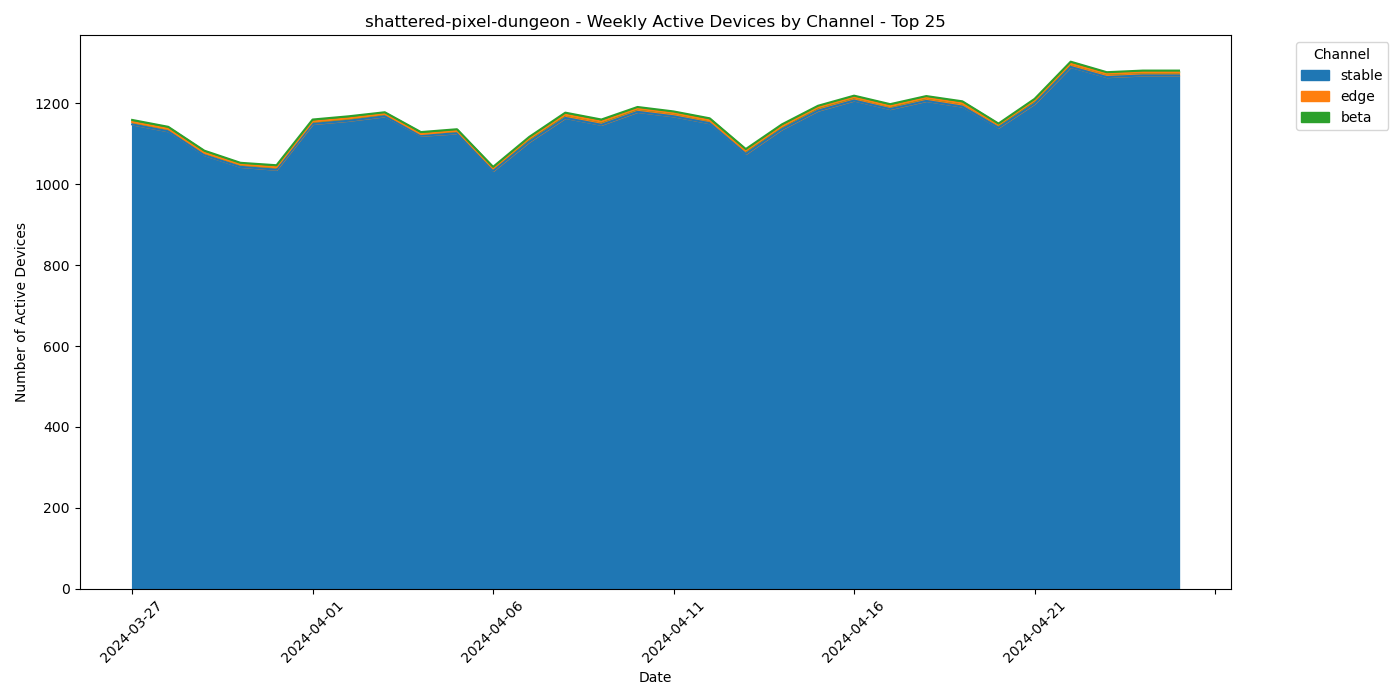 shattered-pixel-dungeon - Weekly Active Devices by Channel - Top 25
Channel
stable
edge
beta
Number of Active Devices
1200
1000
800
600
400
200
0
2024-03-27
2024-04-01
2024-04-06
2024-04-11
2024-04-16
2024-04-21
Date